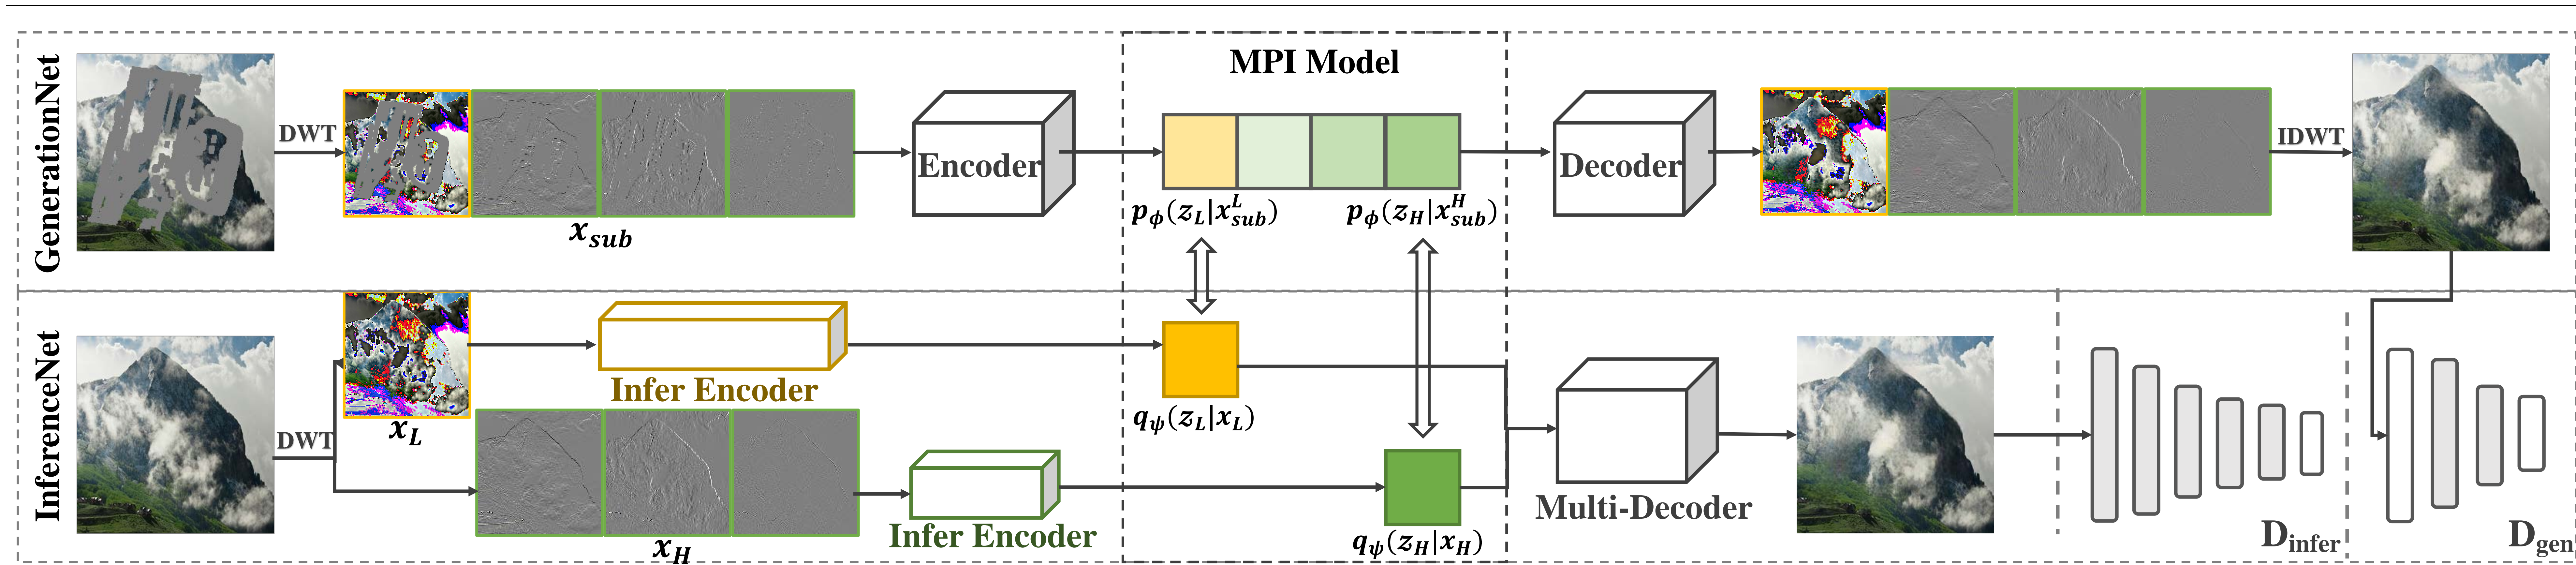 GenerationNet
DWT
x_sub
Encoder
MPI Model
p_ϕ(z_L|x^L_sub)
p_ϕ(z_H|x^H_sub)
Decoder
IDWT
InferenceNet
DWT
x_L
Infer Encoder
x_H
Infer Encoder
q_ψ(z_L|x_L)
q_ψ(z_H|x_H)
Multi-Decoder
D_infer
D_gen